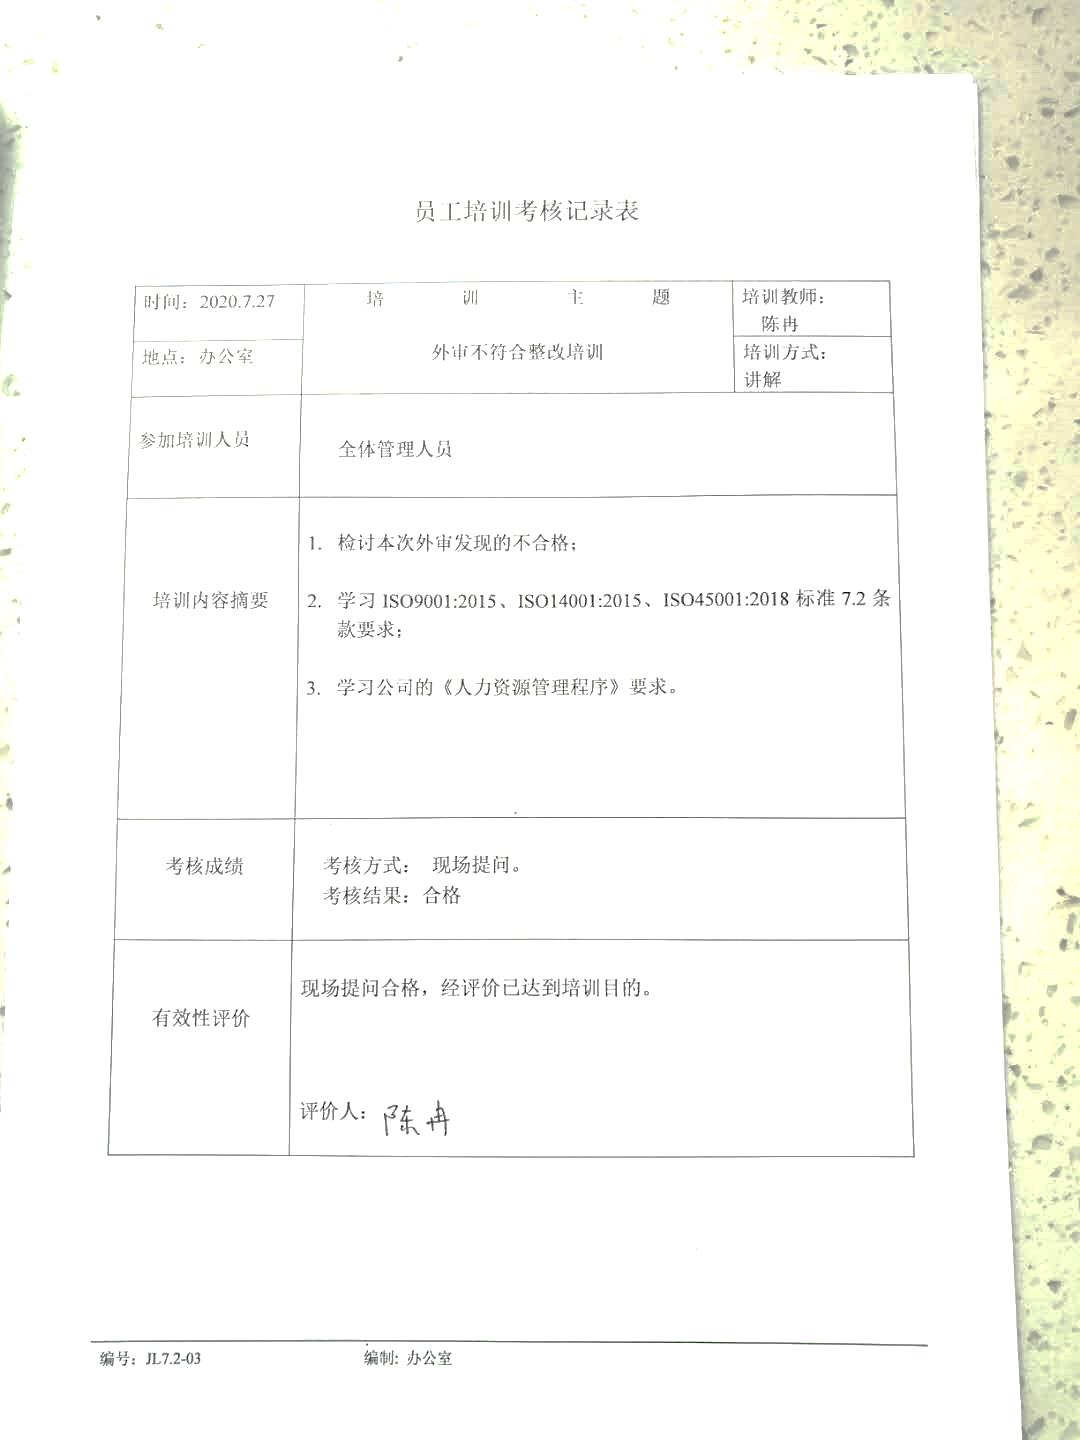 员工培训考核记录表
时间：2020.7.27
培 训 主 题
培训教师：
陈冉
地点：办公室
外审不符合整改培训
培训方式：
讲解
参加培训人员
全体管理人员
培训内容摘要
1. 检讨本次外审发现的不合格；
2. 学习 ISO9001:2015、ISO14001:2015、ISO45001:2018 标准 7.2 条
款要求；
3. 学习公司的《人力资源管理程序》要求。
考核成绩
考核方式： 现场提问。
考核结果：合格
有效性评价
现场提问合格，经评价已达到培训目的。
评价人：陈冉
编号：JL7.2-03
编制: 办公室